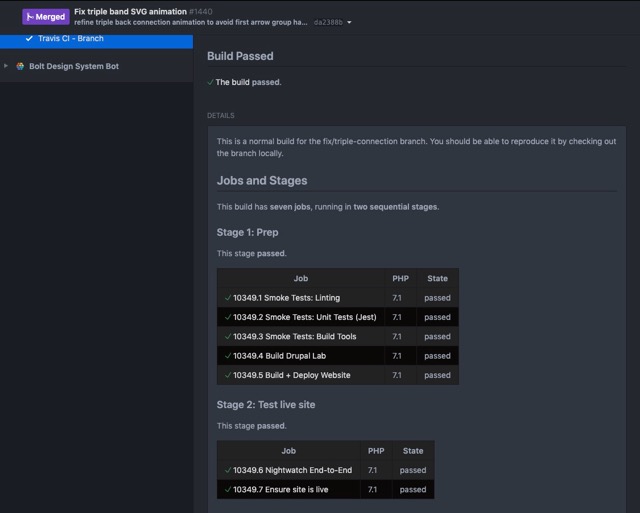 Merged
Fix triple band SVG animation #1440
refine triple back connection animation to avoid first arrow group ha... da2388b
Travis CI - Branch
Bolt Design System Bot
Build Passed
The build passed.
DETAILS
This is a normal build for the fix/triple-connection branch. You should be able to reproduce it by checking out
the branch locally.
Jobs and Stages
This build has seven jobs, running in two sequential stages.
Stage 1: Prep
This stage passed.
Job PHP State
10349.1 Smoke Tests: Linting 7.1 passed
10349.2 Smoke Tests: Unit Tests (Jest) 7.1 passed
10349.3 Smoke Tests: Build Tools 7.1 passed
10349.4 Build Drupal Lab 7.1 passed
10349.5 Build + Deploy Website 7.1 passed
Stage 2: Test live site
This stage passed.
Job PHP State
10349.6 Nightwatch End-to-End 7.1 passed
10349.7 Ensure site is live 7.1 passed